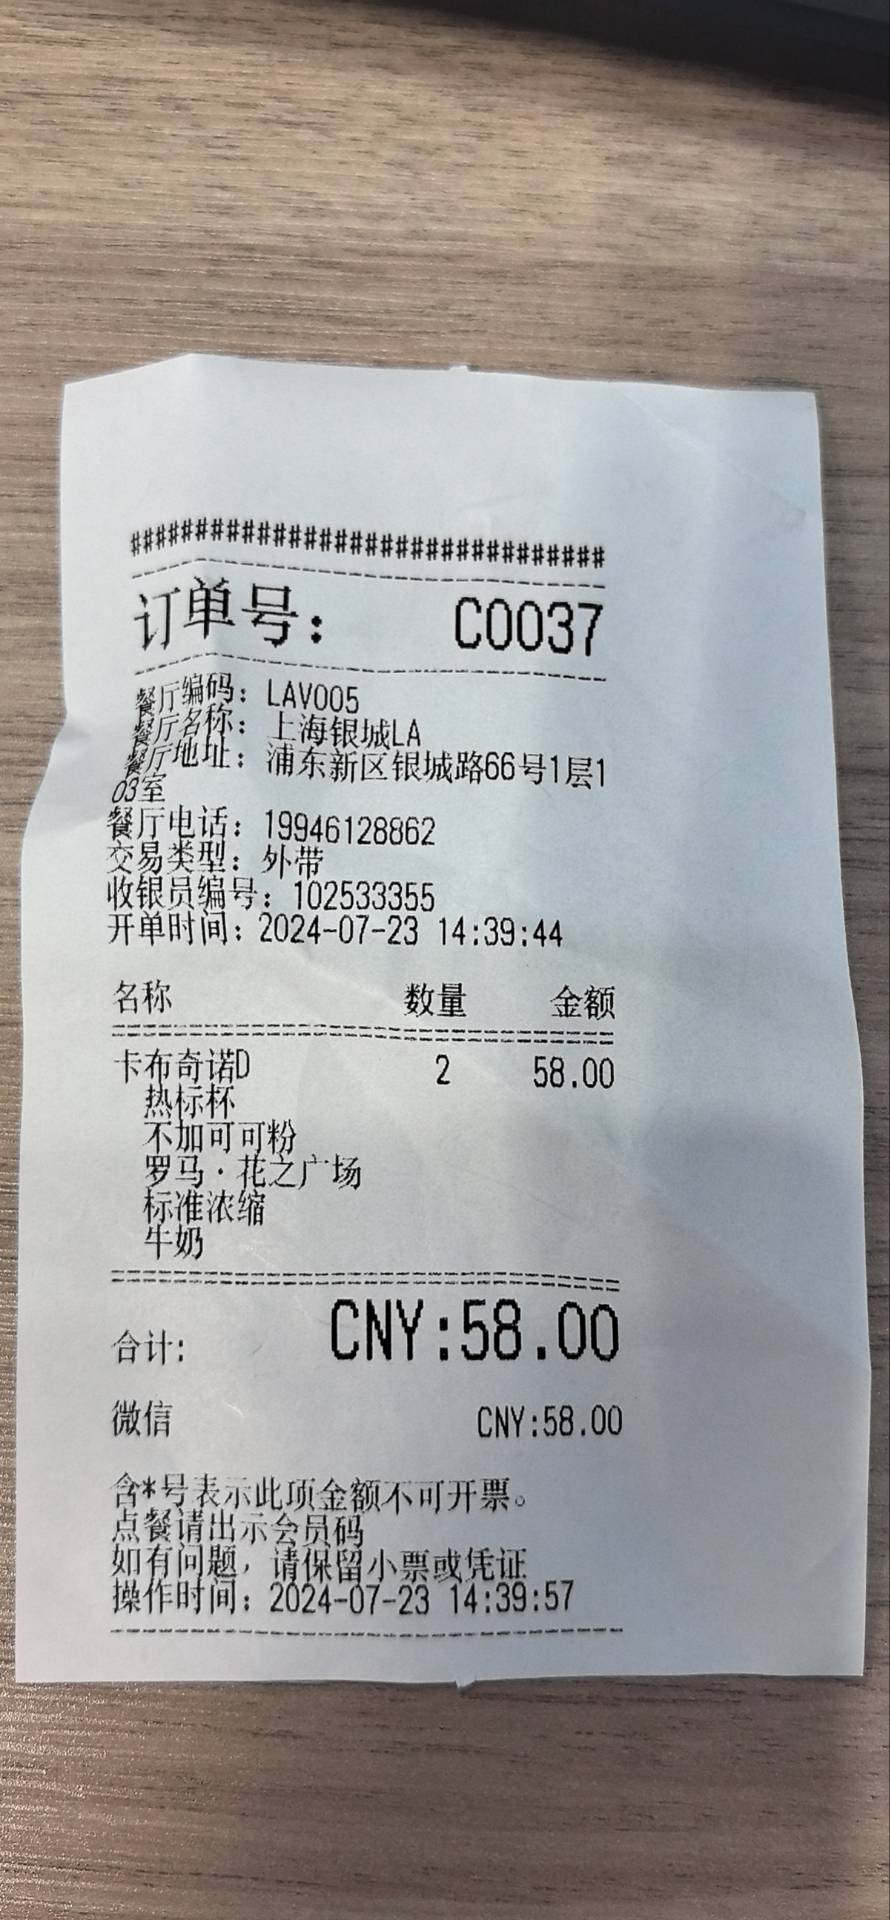 ###############################
订单号： C0037
餐厅编码：LAV005
餐厅名称：上海银城LA
餐厅地址：浦东新区银城路66号1层1
03室
餐厅电话：19946128862
交易类型：外带
收银员编号：102533355
开单时间：2024-07-23 14:39:44
名称 数量 金额
卡布奇诺D 2 58.00
热标杯
不加可可粉
罗马·花之广场
标准浓缩
牛奶
合计: CNY:58.00
微信 CNY:58.00
含*号表示此项金额不可开票。
点餐请出示会员码
如有问题，请保留小票或凭证
操作时间：2024-07-23 14:39:57